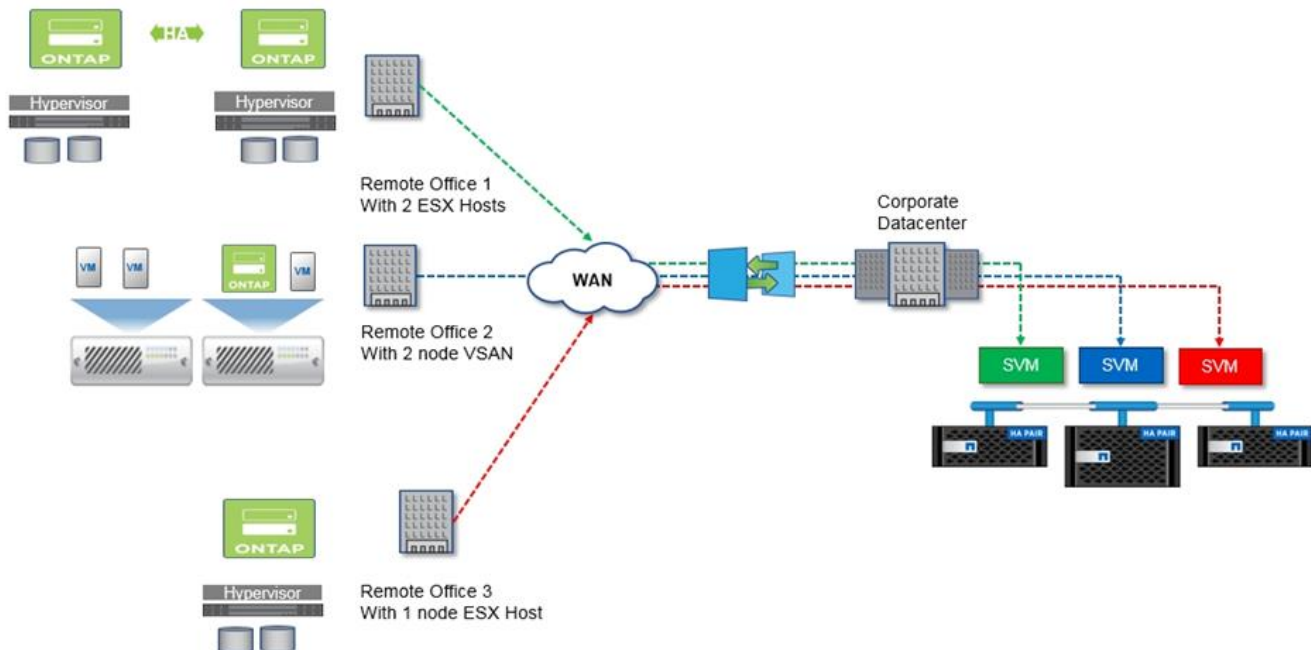 ONTAP
HA
ONTAP
Hypervisor
Hypervisor
Remote Office 1
With 2 ESX Hosts
VM
VM
ONTAP
VM
Remote Office 2
With 2 node VSAN
WAN
Corporate
Datacenter
SVM
SVM
SVM
HA PAIR
HA PAIR
HA PAIR
ONTAP
Hypervisor
Remote Office 3
With 1 node ESX Host